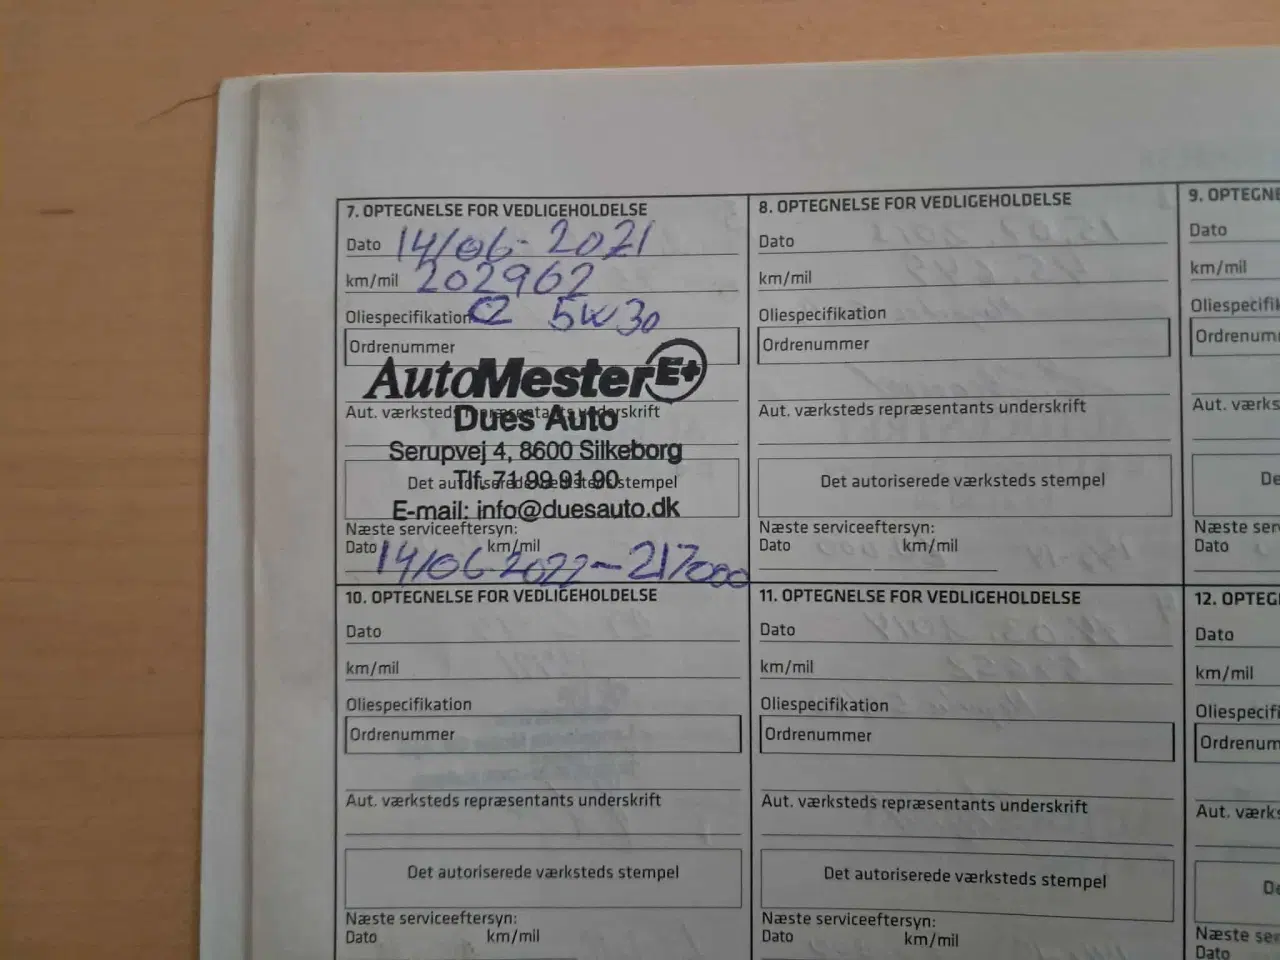 7. OPTEGNELSE FOR VEDLIGEHOLDELSE
Dato 14/06-2021
km/mil 202962
Oliespecifikation C2 5W30
Ordrenummer
AutoMester E+
Aut. værksteds repræsentants underskrift
Dues Auto
Serupvej 4, 8600 Silkeborg
Tlf. 71 99 91 90
Det autoriserede værksteds stempel
E-mail: info@duesauto.dk
Næste serviceeftersyn:
Dato km/mil
14/06-2022-217000
8. OPTEGNELSE FOR VEDLIGEHOLDELSE
Dato
km/mil
Oliespecifikation
Ordrenummer
Aut. værksteds repræsentants underskrift
Det autoriserede værksteds stempel
Næste serviceeftersyn:
Dato km/mil
9. OPTEGNE
Dato
km/mil
Oliespecifik
Ordrenum
Aut. værks
De
Næste ser
Dato
10. OPTEGNELSE FOR VEDLIGEHOLDELSE
Dato
km/mil
Oliespecifikation
Ordrenummer
Aut. værksteds repræsentants underskrift
Det autoriserede værksteds stempel
Næste serviceeftersyn:
Dato km/mil
11. OPTEGNELSE FOR VEDLIGEHOLDELSE
Dato
km/mil
Oliespecifikation
Ordrenummer
Aut. værksteds repræsentants underskrift
Det autoriserede værksteds stempel
Næste serviceeftersyn:
Dato km/mil
12. OPTEG
Dato
km/mil
Oliespecifi
Ordrenum
Aut. værk
De
Næste ser
Dato